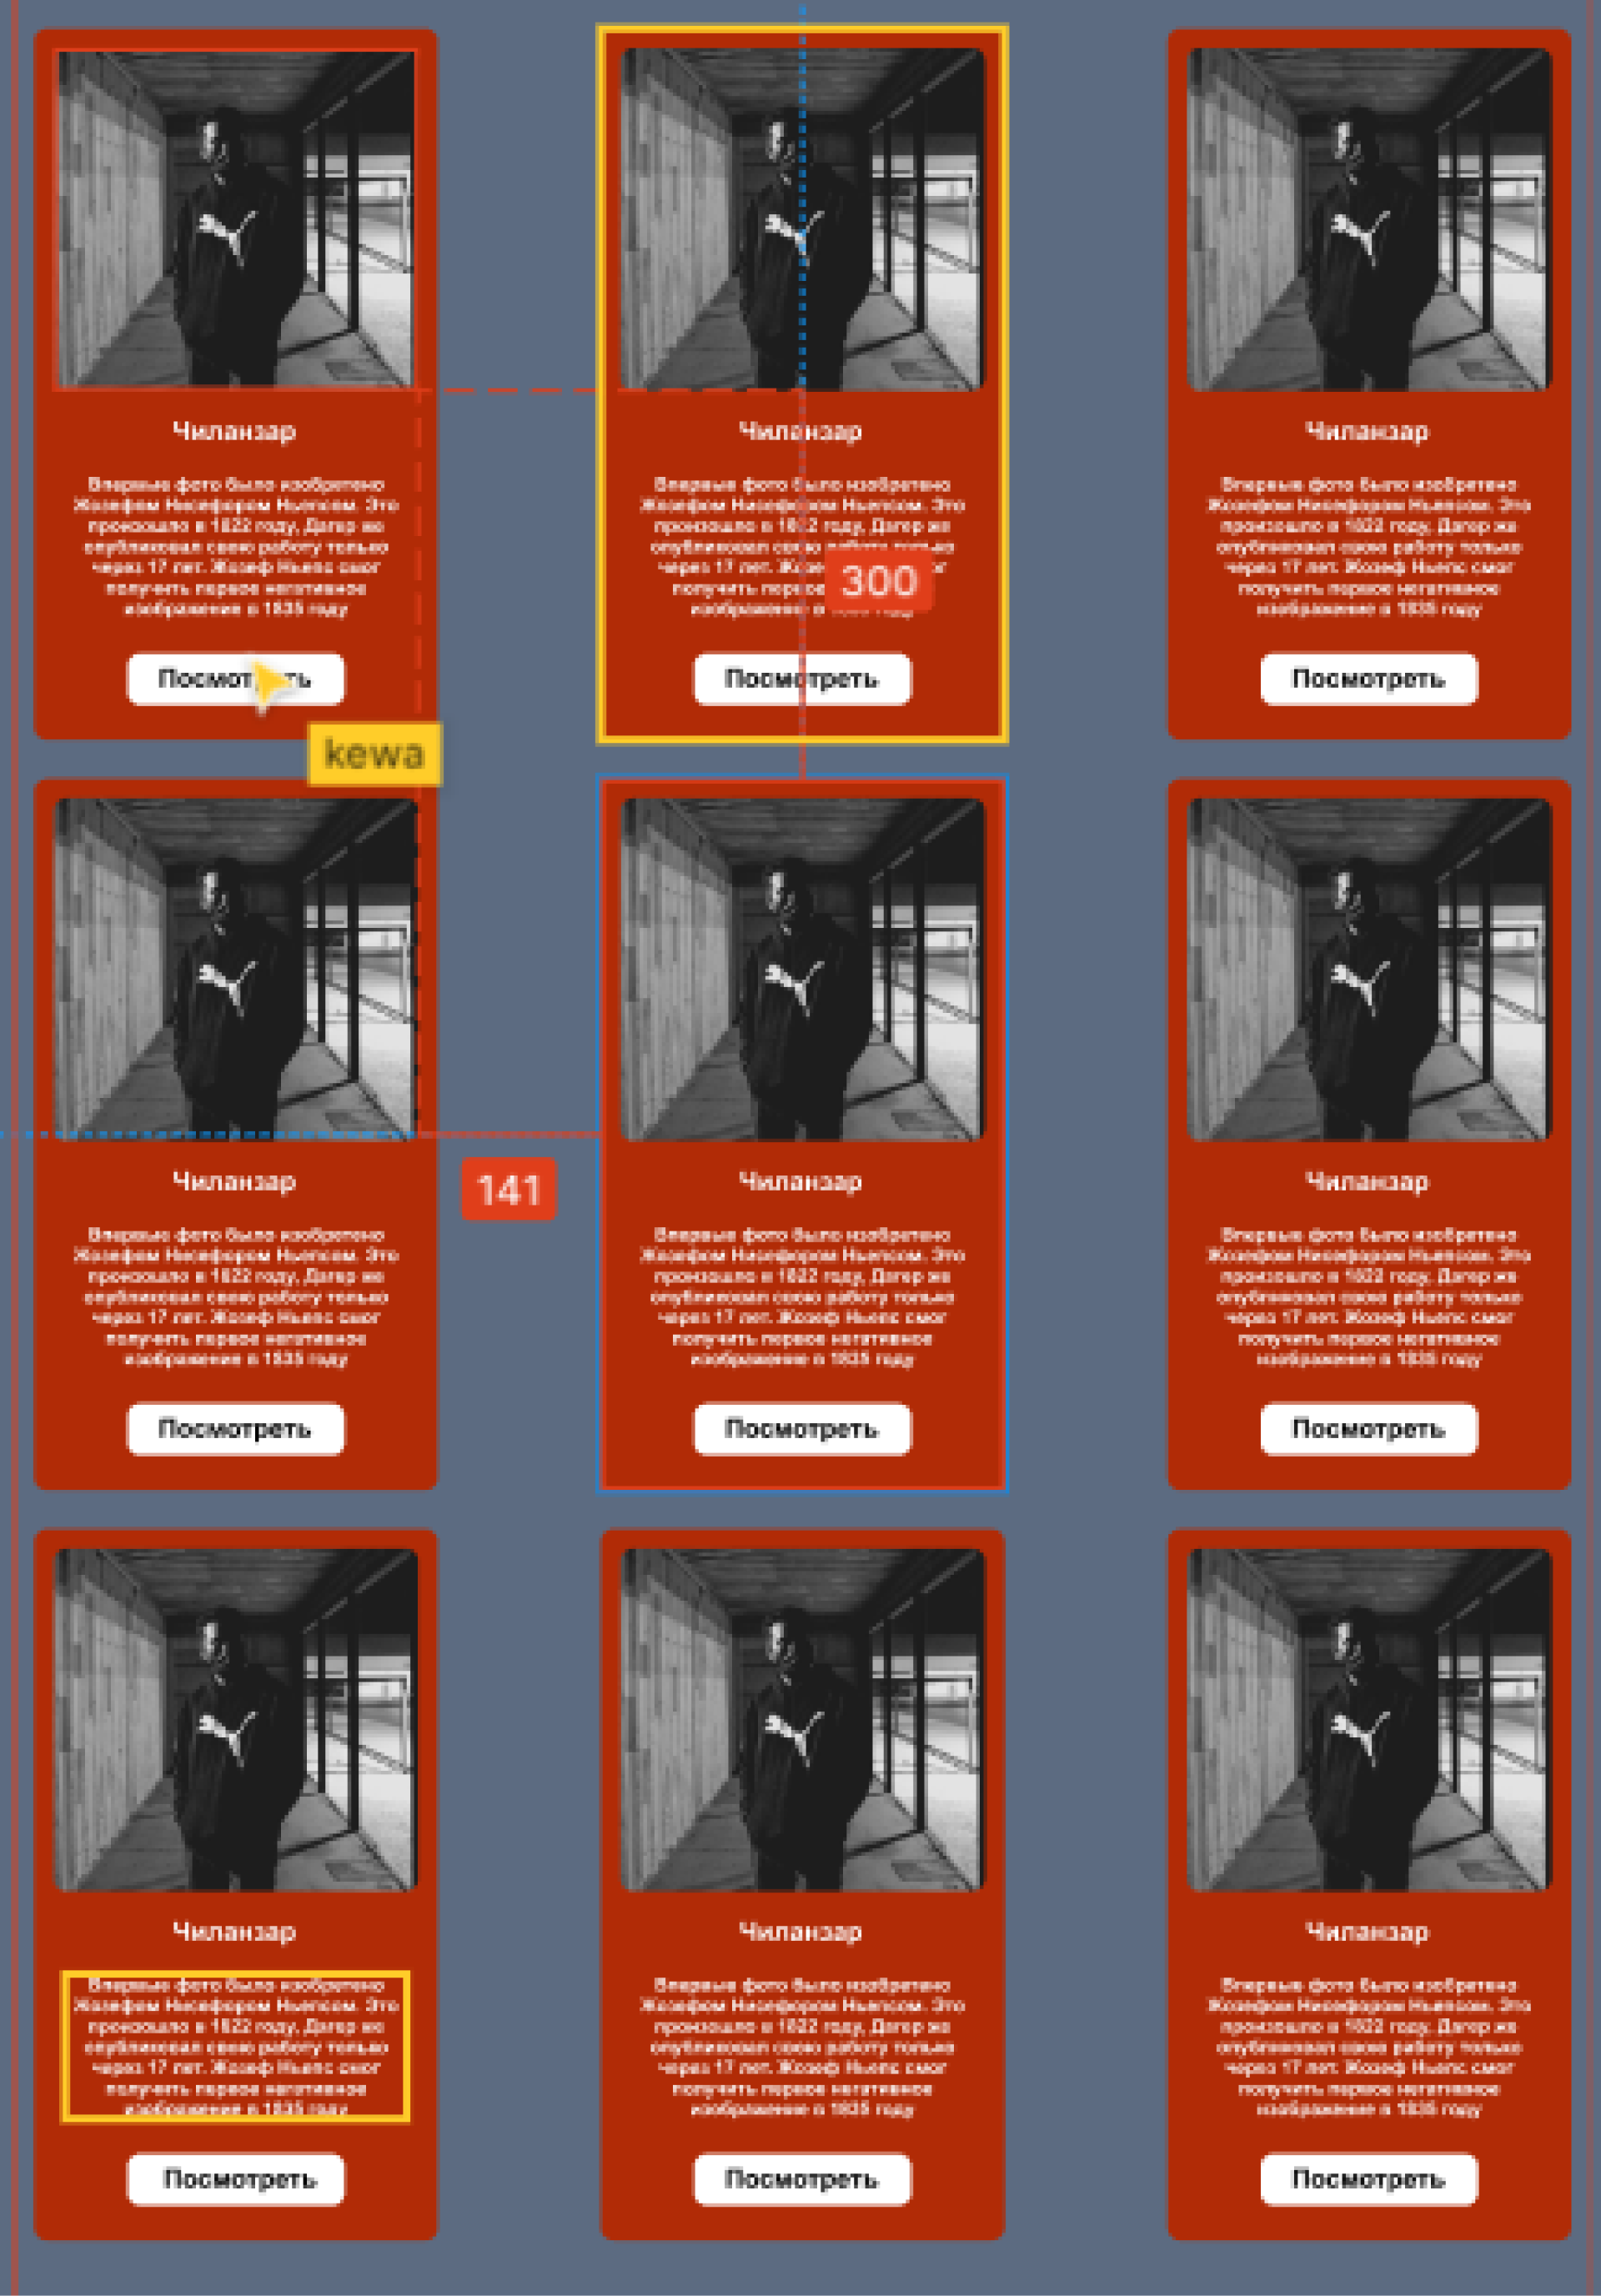 Чиланзар
Впервые фото было изобретено
Жозефом Нисефором Ньепсом. Это
произошло в 1822 году, Дагер же
опубликовал свою работу только
через 17 лет. Жозеф Ньепс смог
получить первое негативное
изображение в 1835 году
Посмотреть
kewa
Чиланзар
Впервые фото было изобретено
Жозефом Нисефором Ньепсом. Это
произошло в 1822 году, Дагер же
опубликовал свою работу только
через 17 лет.
получить первое
изображение в
300
Посмотреть
Чиланзар
Впервые фото было изобретено
Жозефом Нисефором Ньепсом. Это
произошло в 1822 году, Дагер же
опубликовал свою работу только
через 17 лет. Жозеф Ньепс смог
получить первое негативное
изображение в 1835 году
Посмотреть
Чиланзар
Впервые фото было изобретено
Жозефом Нисефором Ньепсом. Это
произошло в 1822 году, Дагер же
опубликовал свою работу только
через 17 лет. Жозеф Ньепс смог
получить первое негативное
изображение в 1835 году
Посмотреть
141
Чиланзар
Впервые фото было изобретено
Жозефом Нисефором Ньепсом. Это
произошло в 1822 году, Дагер же
опубликовал свою работу только
через 17 лет. Жозеф Ньепс смог
получить первое негативное
изображение в 1835 году
Посмотреть
Чиланзар
Впервые фото было изобретено
Жозефом Нисефором Ньепсом. Это
произошло в 1822 году, Дагер же
опубликовал свою работу только
через 17 лет. Жозеф Ньепс смог
получить первое негативное
изображение в 1835 году
Посмотреть
Чиланзар
Впервые фото было изобретено
Жозефом Нисефором Ньепсом. Это
произошло в 1822 году, Дагер же
опубликовал свою работу только
через 17 лет. Жозеф Ньепс смог
получить первое негативное
изображение в 1835 году
Посмотреть
Чиланзар
Впервые фото было изобретено
Жозефом Нисефором Ньепсом. Это
произошло в 1822 году, Дагер же
опубликовал свою работу только
через 17 лет. Жозеф Ньепс смог
получить первое негативное
изображение в 1835 году
Посмотреть
Чиланзар
Впервые фото было изобретено
Жозефом Нисефором Ньепсом. Это
произошло в 1822 году, Дагер же
опубликовал свою работу только
через 17 лет. Жозеф Ньепс смог
получить первое негативное
изображение в 1835 году
Посмотреть